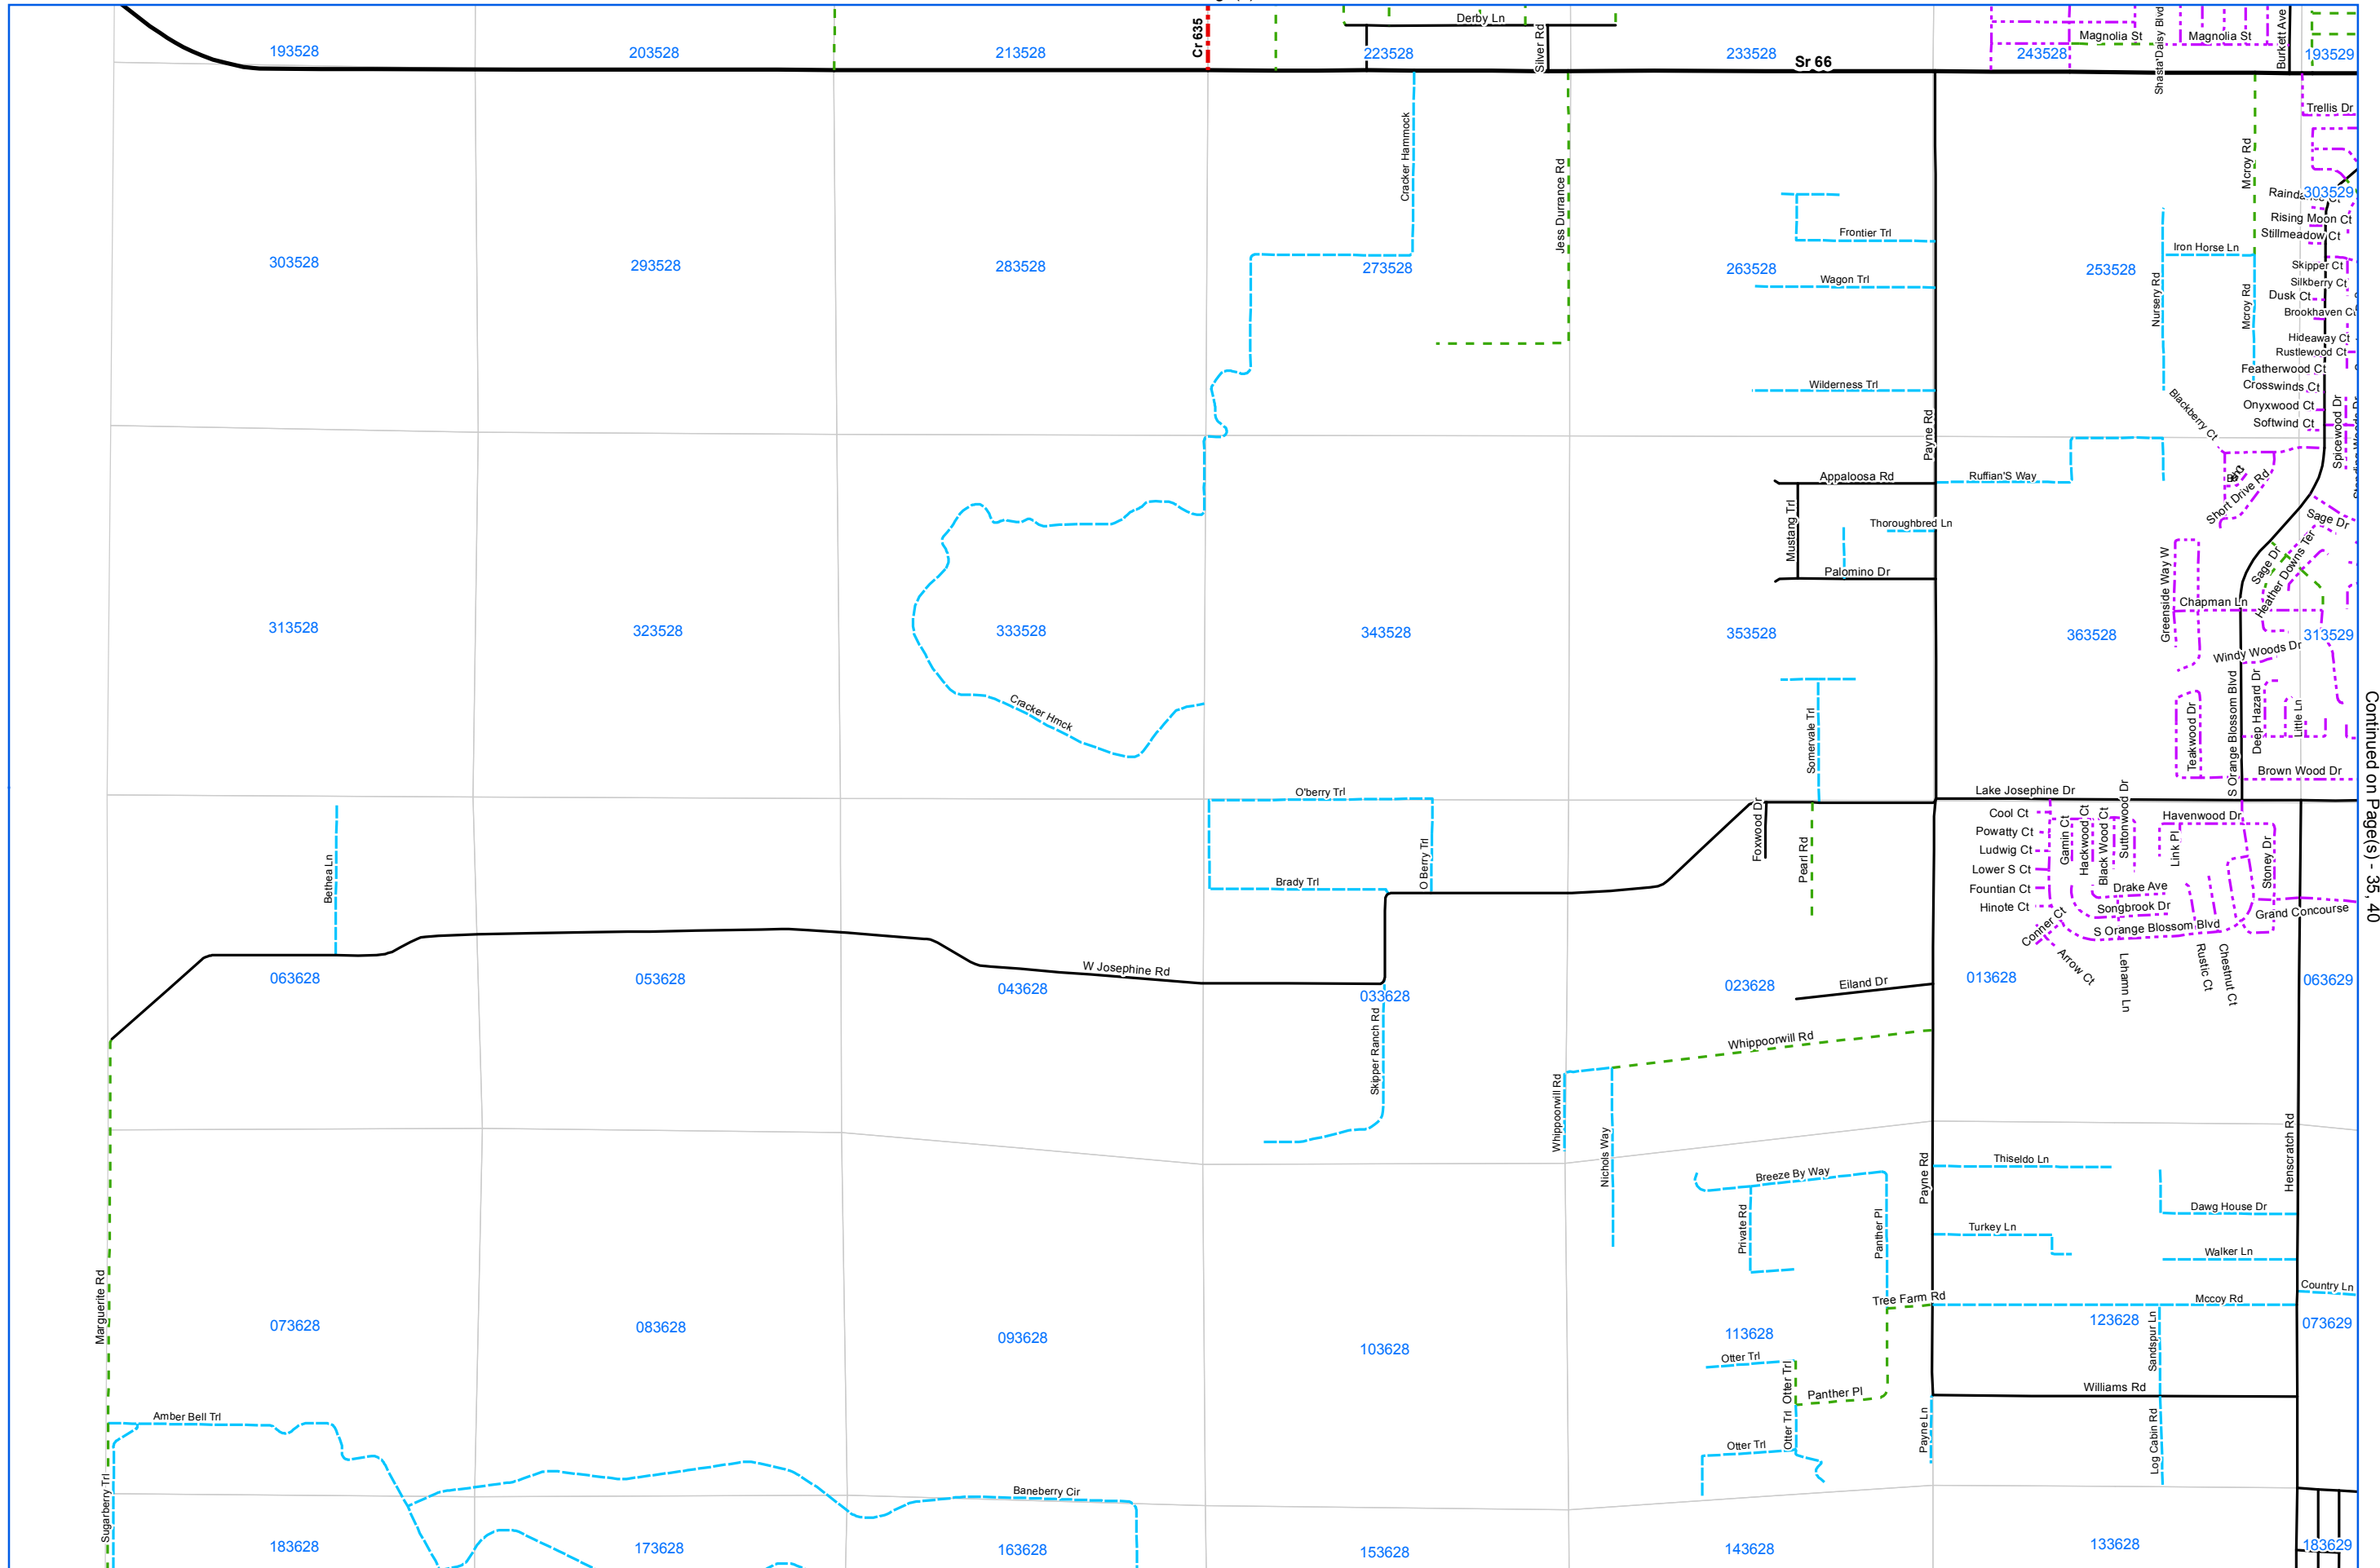 Derby Ln
Cr 635
Silver Rd
Magnolia St
Shasta Daisy Blvd
Magnolia St
Burkett Ave
193528
203528
213528
223528
233528
243528
193529
Sr 66
Trellis Dr
Cracker Hammock
Jess Durrance Rd
Mcroy Rd
303529
Rising Moon Ct
Stillmeadow Ct
Frontier Trl
Iron Horse Ln
303528
293528
283528
273528
263528
253528
Skipper Ct
Silkberry Ct
Wagon Trl
Nursery Rd
Mcroy Rd
Dusk Ct
Brookhaven Ct
Hideaway Ct
Rustlewood Ct
Featherwood Ct
Wilderness Trl
Crosswinds Ct
Blackberry Ct
Onyxwood Ct
Softwind Ct
Payne Rd
Spicewood Dr
Appaloosa Rd
Ruffian'S Way
Short Drive Rd
Mustang Trl
Thoroughbred Ln
Sage Dr
Palomino Dr
Sage Dr
Heather Downs Ter
Greenside Way W
Chapman Ln
313528
323528
333528
343528
353528
363528
313529
Windy Woods Dr
Cracker Hmck
Somervale Trl
Teakwood Dr
S Orange Blossom Blvd
Deep Hazard Dr
Little Ln
Brown Wood Dr
Continued on Page(s) - 35, 40
O'berry Trl
Lake Josephine Dr
Bethea Ln
O Berry Trl
Brady Trl
Foxwood Dr
Pearl Rd
Cool Ct
Powatty Ct
Ludwig Ct
Lower S Ct
Fountian Ct
Hinote Ct
Gamin Ct
Hackwood Ct
Black Wood Ct
Suttonwood Dr
Havenwood Dr
Link Pl
Stoney Dr
Drake Ave
Songbrook Dr
Grand Concourse
Conner Ct
S Orange Blossom Blvd
Arrow Ct
Lehamn Ln
Rustic Ct
Chestnut Ct
W Josephine Rd
063628
053628
043628
033628
023628
013628
063629
Eiland Dr
Skipper Ranch Rd
Whippoorwill Rd
Whippoorwill Rd
Nichols Way
Henscratch Rd
Breeze By Way
Payne Rd
Thiseldo Ln
Private Rd
Panther Pl
Dawg House Dr
Turkey Ln
Walker Ln
Country Ln
Marguerite Rd
Tree Farm Rd
Mccoy Rd
073628
083628
093628
103628
113628
123628
073629
Sandspur Ln
Otter Trl
Otter Trl
Panther Pl
Williams Rd
Amber Bell Trl
Otter Trl
Otter Trl
Payne Ln
Log Cabin Rd
Sugarberry Trl
Baneberry Cir
183628
173628
163628
153628
143628
133628
183629